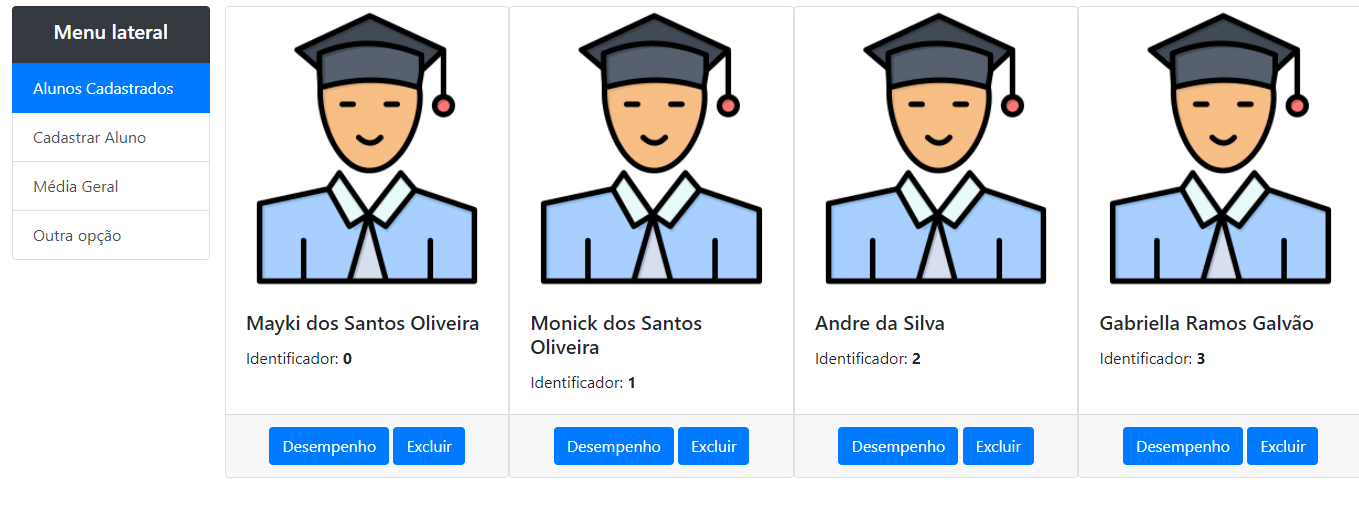 Menu lateral
Alunos Cadastrados
Cadastrar Aluno
Média Geral
Outra opção
Mayki dos Santos Oliveira
Identificador: 0
Desempenho Excluir
Monick dos Santos
Oliveira
Identificador: 1
Desempenho Excluir
Andre da Silva
Identificador: 2
Desempenho Excluir
Gabriella Ramos Galvão
Identificador: 3
Desempenho Excluir